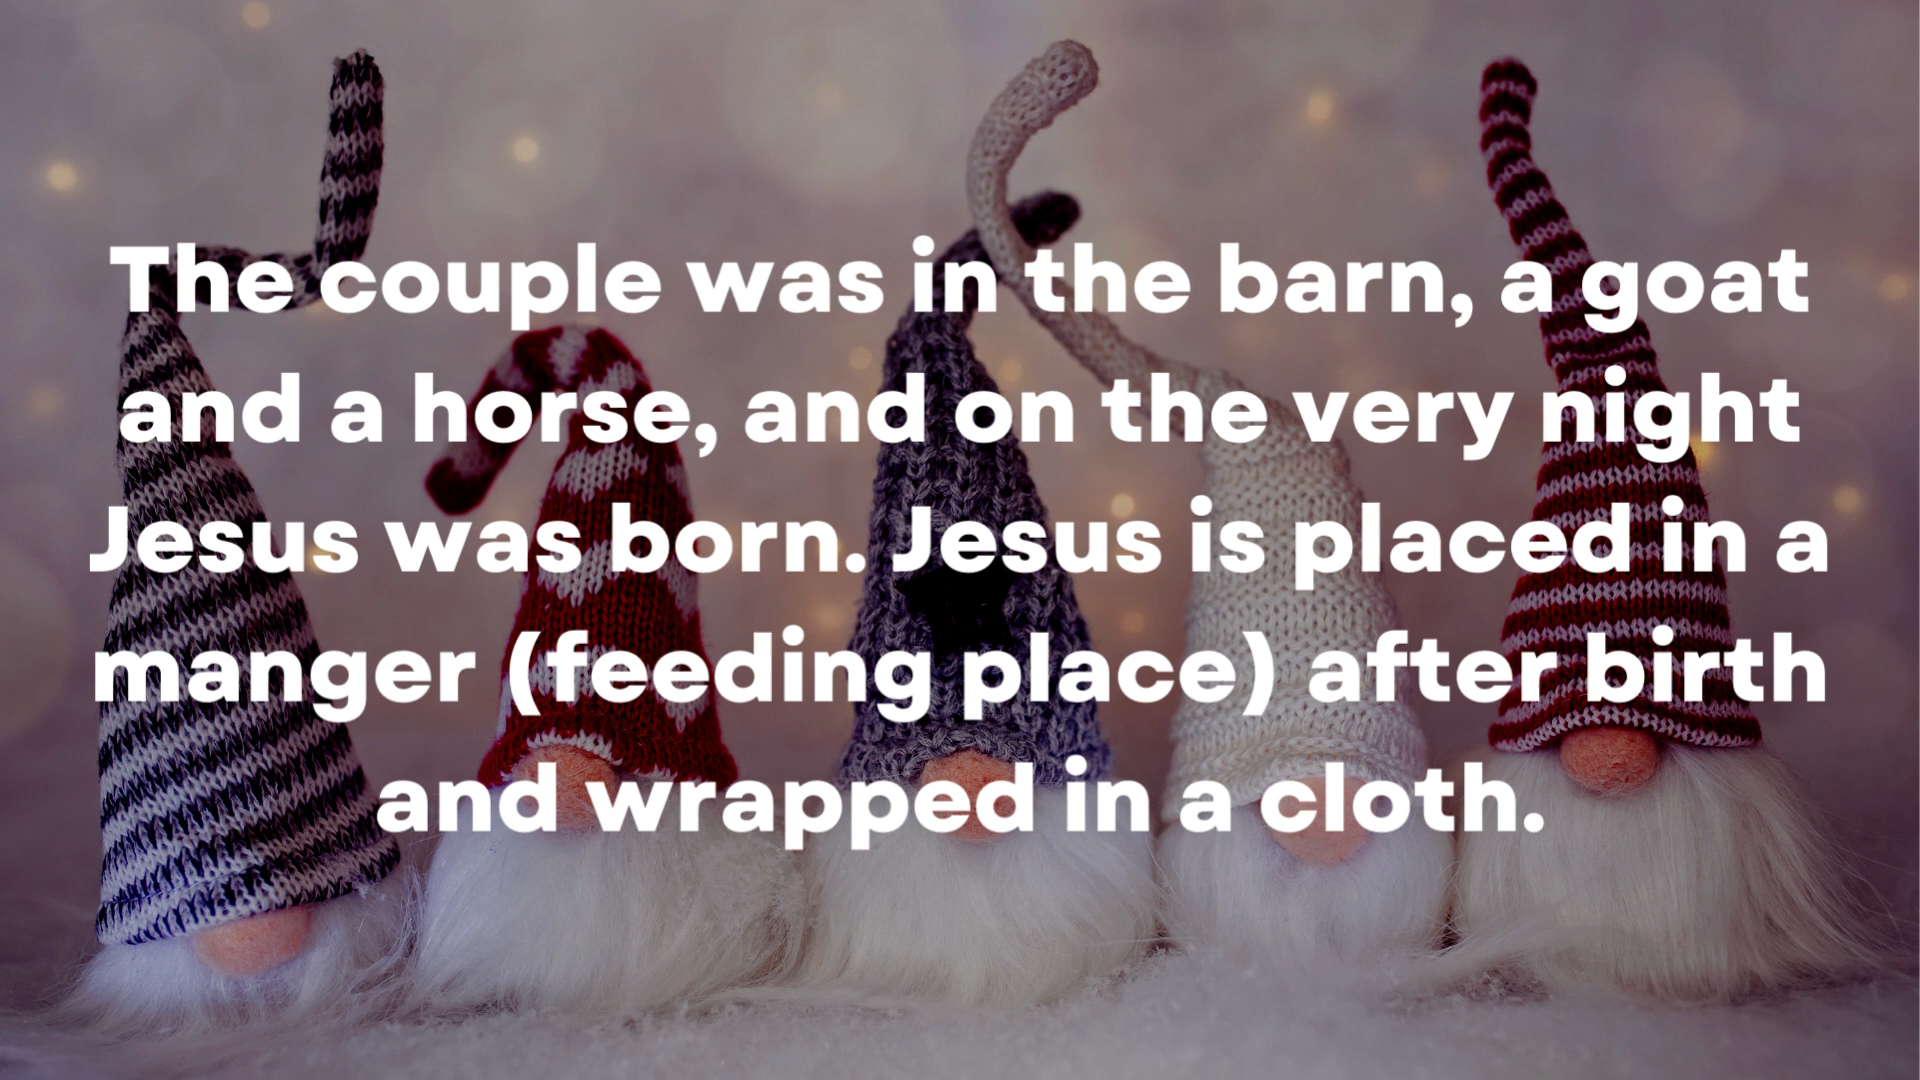 The couple was in the barn, a goat
and a horse, and on the very night
Jesus was born. Jesus is placed in a
manger (feeding place) after birth
and wrapped in a cloth.